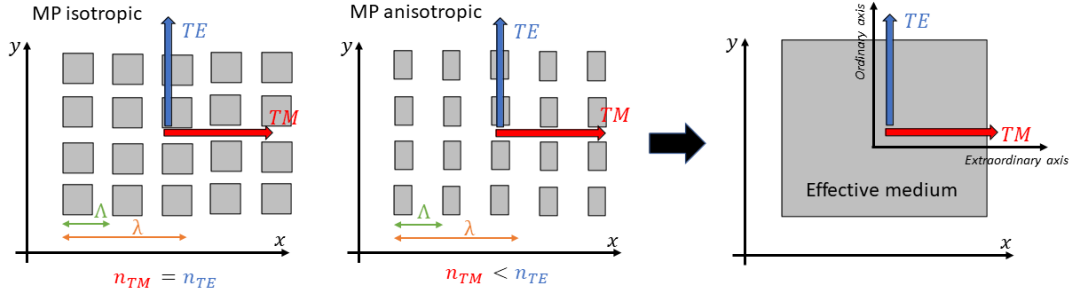 MP isotropic
y
TE
TM
Λ
λ
x
n_TM = n_TE
MP anisotropic
y
TE
TM
Λ
λ
x
n_TM < n_TE
y
Ordinary axis
TE
TM
Extraordinary axis
Effective medium
x